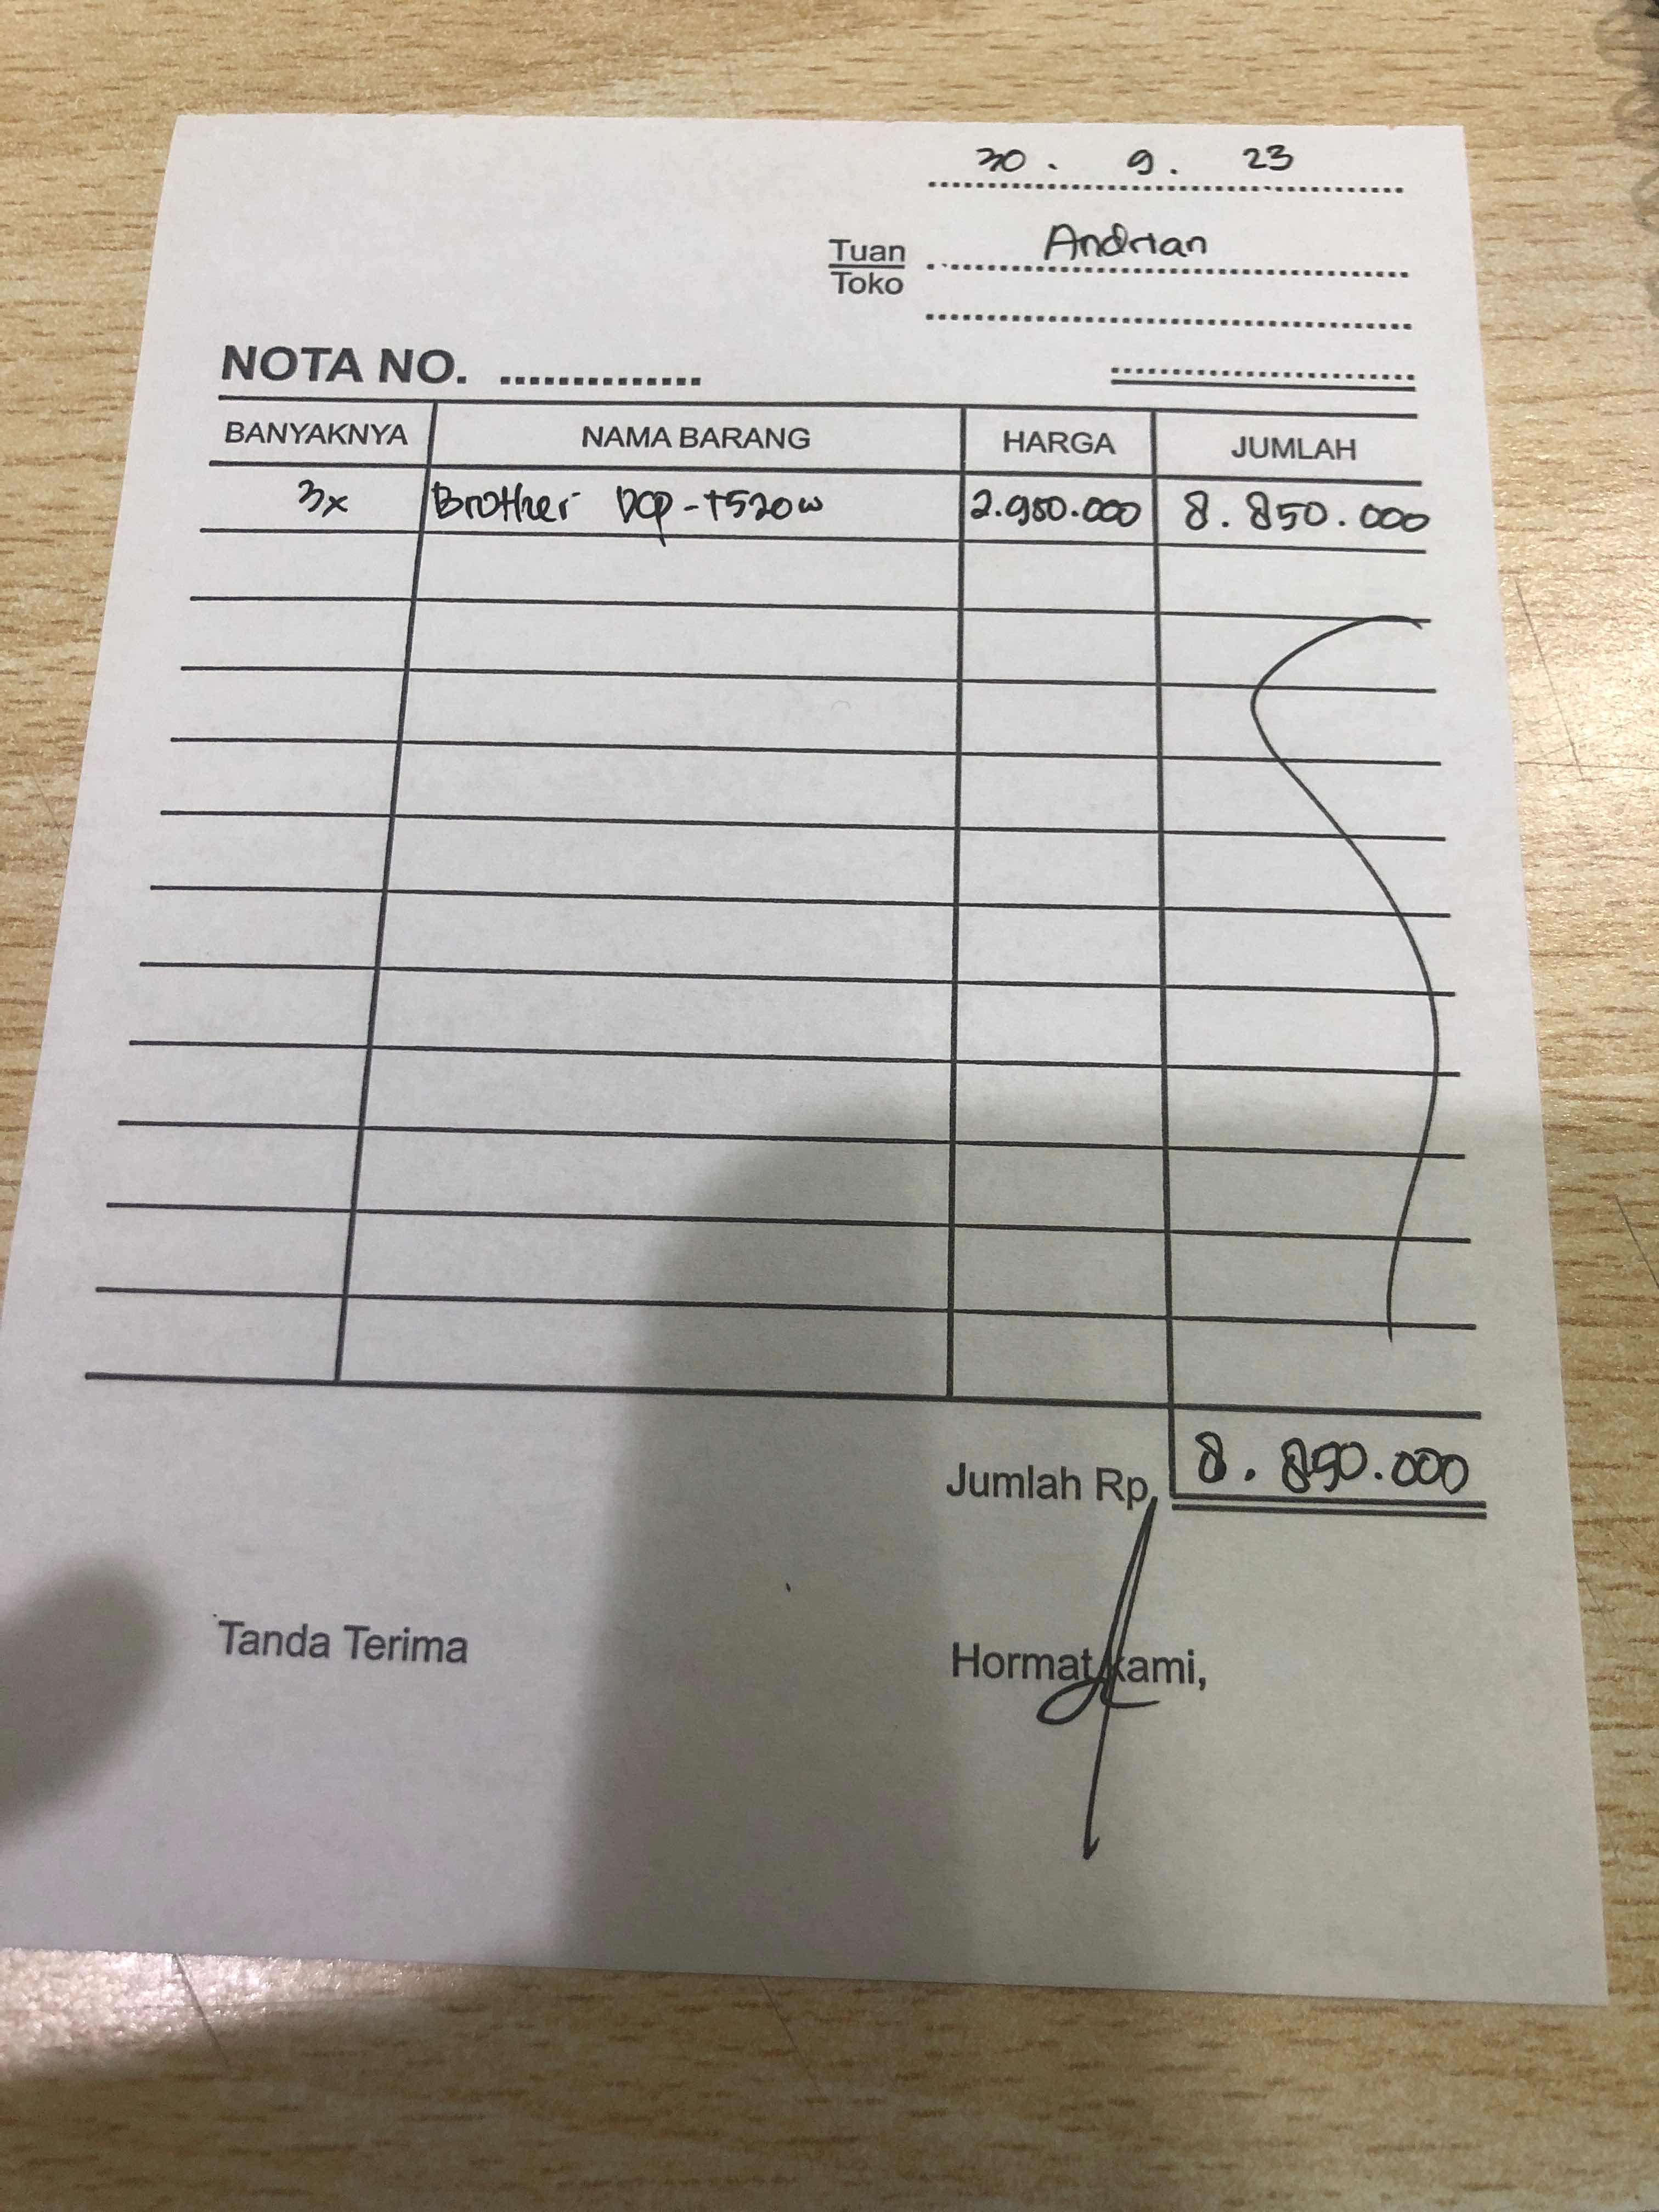 30. 9. 23
Tuan Andrian
Toko
NOTA NO. ..............
BANYAKNYA NAMA BARANG HARGA JUMLAH
3x Brother DCP-T520w 2.950.000 8.850.000
Jumlah Rp. 8.850.000
Tanda Terima Hormat kami,